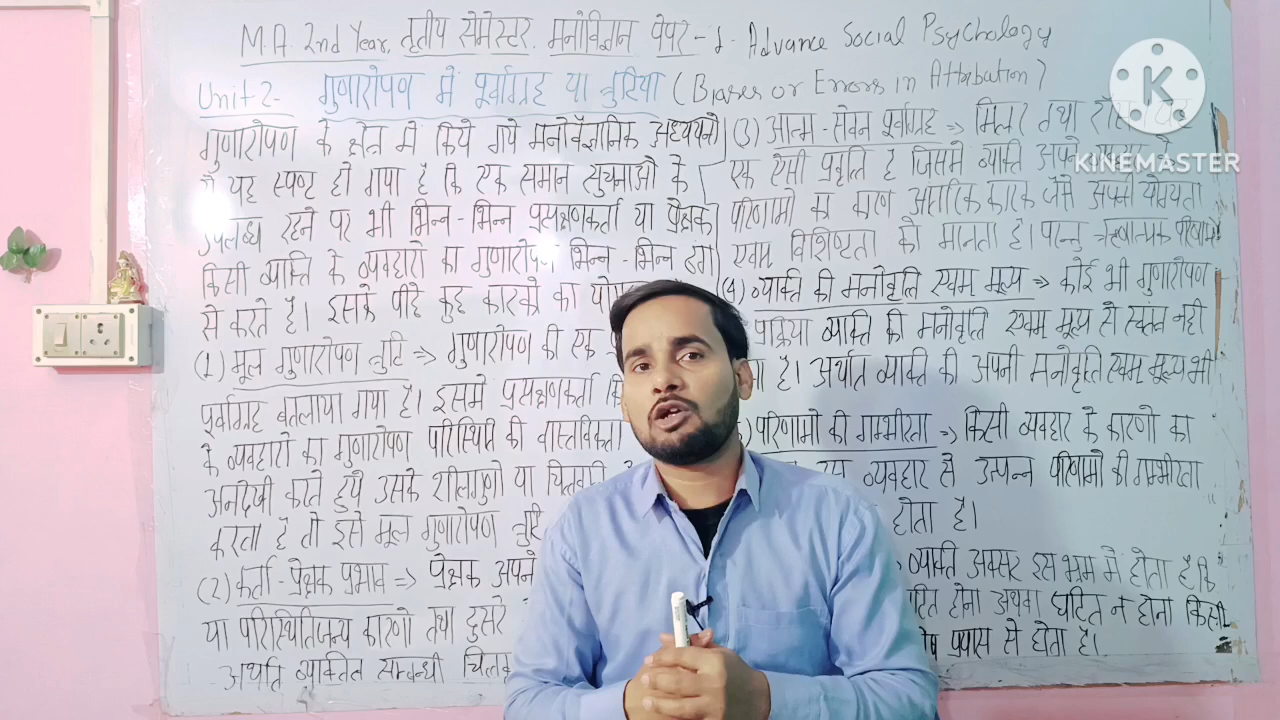 M.A. 2nd Year, तृतीय सेमेस्टर, मनोविज्ञान पेपर-1- Advance Social Psychology
Unit 2- गुणारोपण में पूर्वाग्रह या त्रुटिया (Biases or Errors in Attribution)
गुणारोपण के क्षेत्र में किये गये मनोवैज्ञानिक अध्ययनो
यह स्पष्ट हो गया है कि एक समान सुचनाओ के
उपलब्ध रहने पर भी भिन्न-भिन्न प्रत्यक्षणकर्ता या प्रेक्षक
किसी व्यक्ति के व्यवहारो का गुणारोपण भिन्न-भिन्न ढंग
से करते है। इसके पीछे कुछ कारको का
(1) मूल गुणारोपण त्रुटि ⇒ गुणारोपण की एक
पूर्वाग्रह बतलाया गया है। इसमे प्रत्यक्षणकर्ता
के व्यवहारो का गुणारोपण परिस्थिति की वास्तविकता
अनदेखी करते हुये उसके शीलगुणो या
करता है तो इसे मूल गुणारोपण त्रुटि
(2) कर्ता-प्रेक्षक प्रभाव ⇒ प्रेक्षक अपने
या परिस्थितिजन्य कारणो तथा दुसरे
अर्थात व्यक्तित्व सम्बन्धी
(3) आत्म-सेवन पूर्वाग्रह ⇒ मिलर तथा
एक ऐसी प्रवृति है जिसमे व्यक्ति अपने
परिणामो का कारण आन्तरिक कारक जैसे अपनी योग्यता
एवम् विशिष्टता को मानता है। परन्तु ऋणात्मक परिणामो
(4) व्यक्ति की मनोवृति एवम् मूल्य ⇒ कोई भी गुणारोपण
प्रक्रिया व्यक्ति की मनोवृति एवम् मूल्य से स्वतंत्र नही
है। अर्थात व्यक्ति की अपनी मनोवृति एवम् मूल्य भी
परिणामो की गम्भीरता ⇒ किसी व्यवहार के कारणो का
व्यवहार से उत्पन्न परिणामो की गम्भीरता
होता है।
व्यक्ति अक्सर इस भ्रम मे होता है कि
होना अथवा घटित न होना किसी
प्रयास से होता है।
K
KINEMASTER